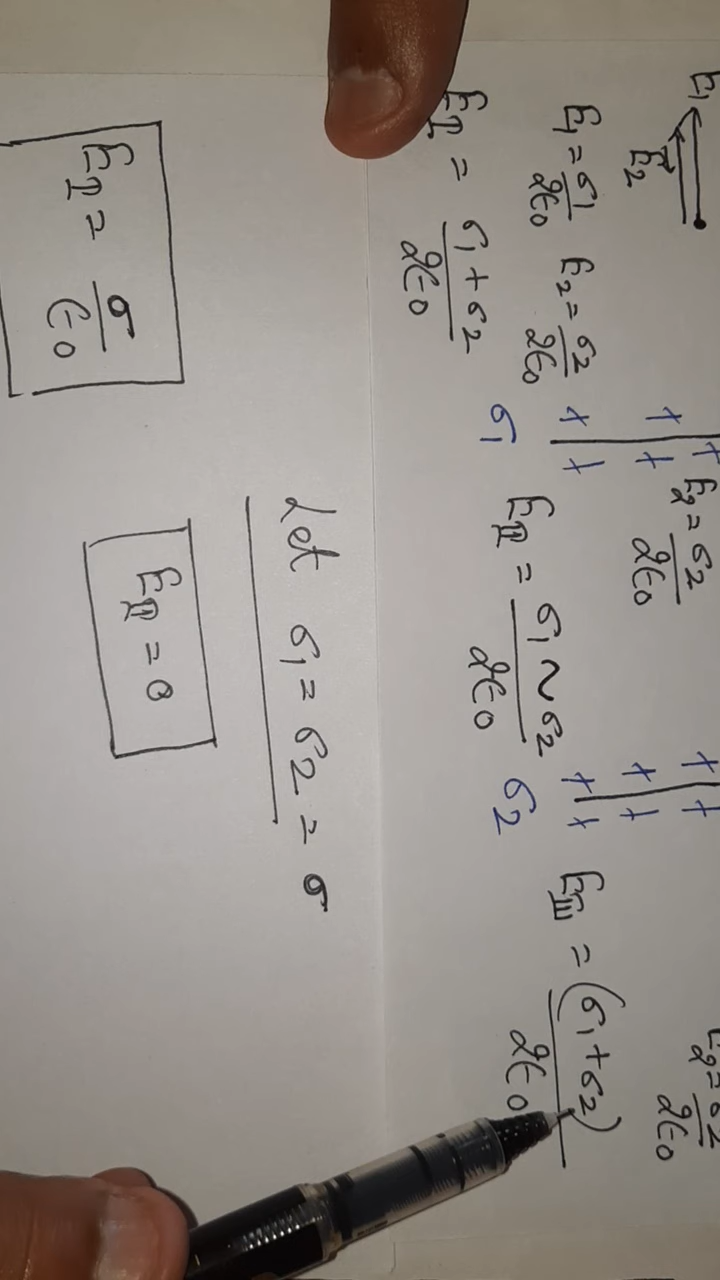 E₁
E₂
E₁ = σ₁/2ϵ₀ E₂ = σ₂/2ϵ₀
E₂ = σ₂/2ϵ₀
+ + +
+ + +
+ + +
+ + +
σ₁
σ₂
E_I = σ₁ + σ₂/2ϵ₀
E_II = σ₁ ~ σ₂/2ϵ₀
E_III = (σ₁ + σ₂)/2ϵ₀
Let σ₁ = σ₂ = σ
E_I = σ/ϵ₀
E_II = 0